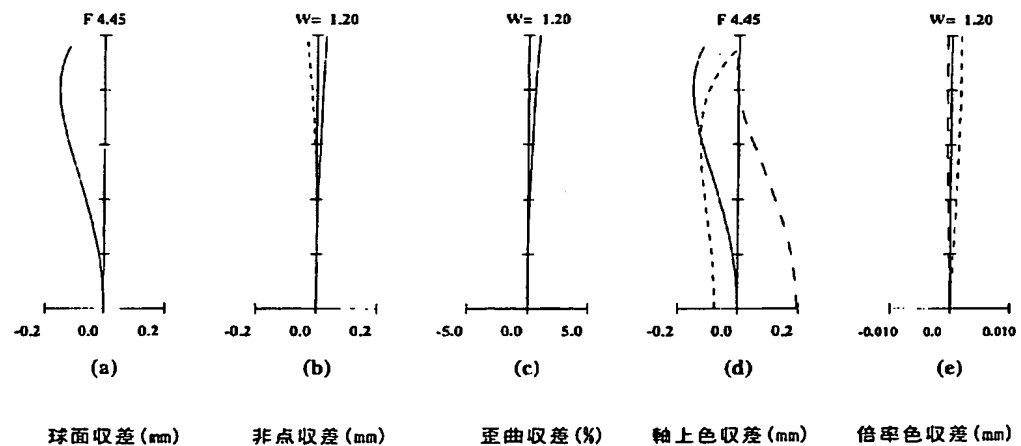 F 4.45 W= 1.20 W= 1.20 F 4.45 W= 1.20
-0.2 0.0 0.2 -0.2 0.0 0.2 -5.0 0.0 5.0 -0.2 0.0 0.2 -0.010 0.0 0.010
(a) (b) (c) (d) (e)
球面収差(mm) 非点収差(mm) 歪曲収差(%) 軸上色収差(mm) 倍率色収差(mm)